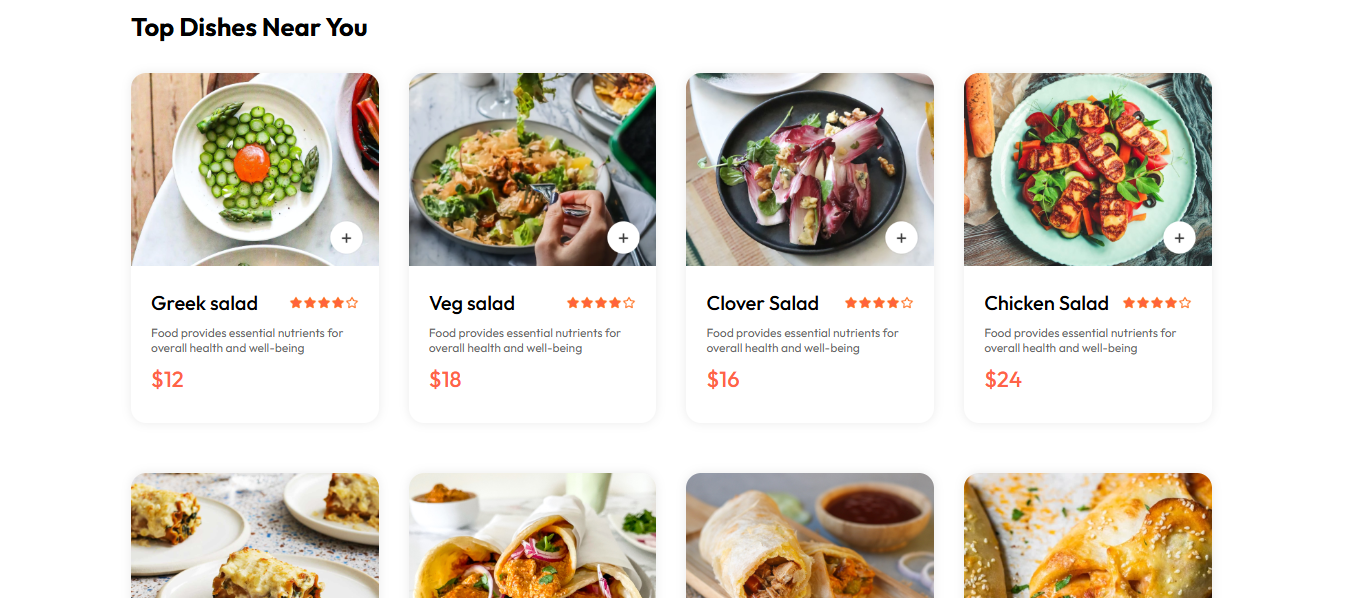 Top Dishes Near You
Greek salad
Food provides essential nutrients for
overall health and well-being
$12
Veg salad
Food provides essential nutrients for
overall health and well-being
$18
Clover Salad
Food provides essential nutrients for
overall health and well-being
$16
Chicken Salad
Food provides essential nutrients for
overall health and well-being
$24